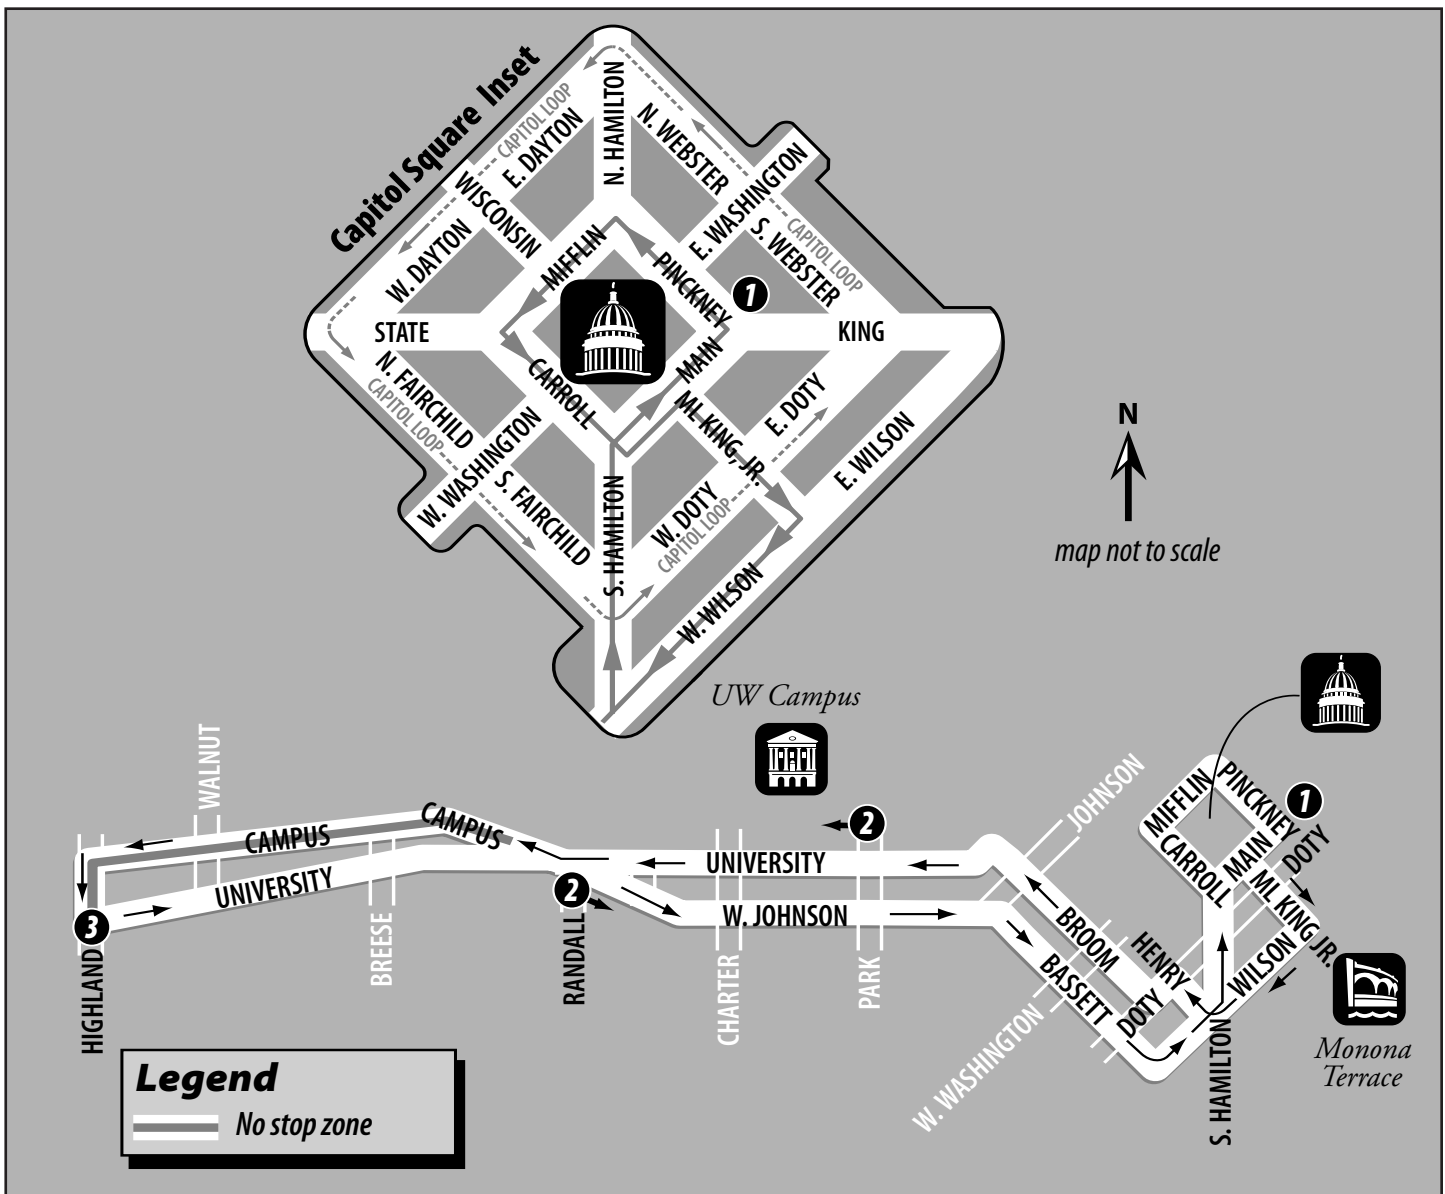 Capitol Square Inset
CAPITOL LOOP
E. DAYTON
N. HAMILTON
N. WEBSTER
E. WASHINGTON
WISCONSIN
W. DAYTON
MIFFLIN
PINCKNEY
S. WEBSTER
CAPITOL LOOP
1
STATE
KING
N. FAIRCHILD
CAPITOL LOOP
CARROLL
MAIN
ML KING, JR.
E. DOTY
E. WILSON
W. WASHINGTON
S. FAIRCHILD
S. HAMILTON
W. DOTY
CAPITOL LOOP
W. WILSON
N
map not to scale
UW Campus
WALNUT
CAMPUS
CAMPUS
UNIVERSITY
BREESE
3
HIGHLAND
2
RANDALL
2
UNIVERSITY
W. JOHNSON
CHARTER
PARK
JOHNSON
BROOM
BASSETT
W. WASHINGTON
DOTY
HENRY
MIFFLIN
PINCKNEY
1
DOTY
MAIN
CARROLL
ML KING JR.
WILSON
S. HAMILTON
Monona
Terrace
Legend
No stop zone